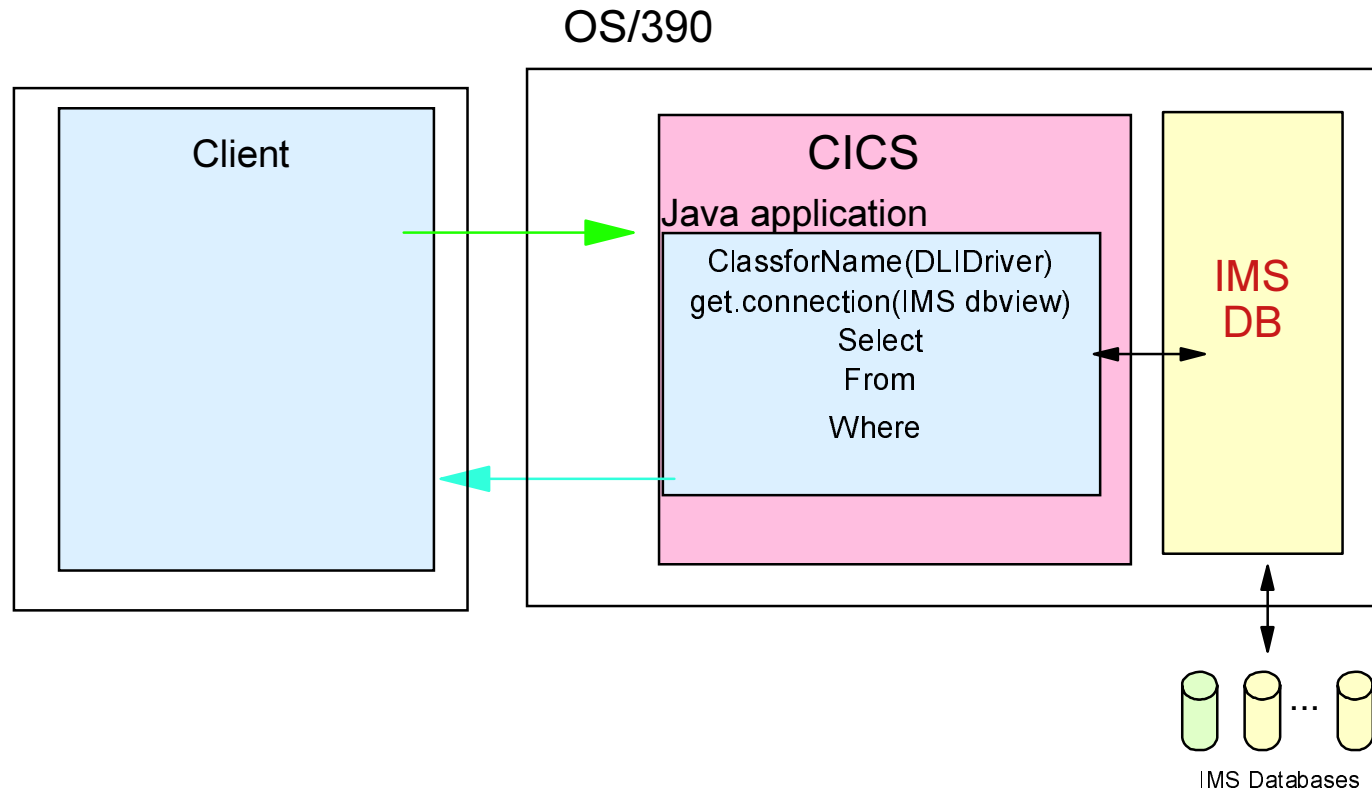 OS/390
Client
CICS
Java application
ClassforName(DLIDriver)
get.connection(IMS dbview)
Select
From
Where
IMS
DB
...
IMS Databases